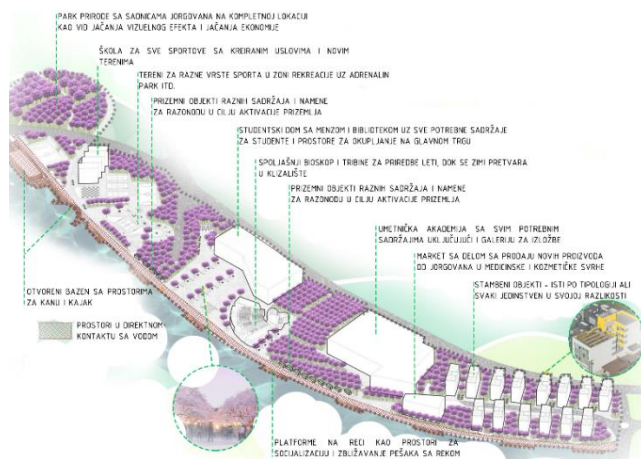 PARK PRIRODE SA SADNICAMA JORGOVANA NA KOMPLETNOJ LOKACIJI
KAO VID JAČANJA VIZUELNOG EFEKTA I JAČANJA EKONOMIJE
ŠKOLA ZA SVE SPORTOVE SA KREIRANIM USLOVIMA I NOVIM
TERENIMA
TERENI ZA RAZNE VRSTE SPORTA U ZONI REKREACIJE UZ ADRENALIN
PARK ITD.
PRIZEMNI OBJEKTI RAZNIH SADRŽAJA I NAMENE
ZA RAZONODU U CILJU AKTIVACIJE PRIZEMLJA
STUDENTSKI DOM SA MENZOM I BIBLIOTEKOM UZ SVE POTREBNE SADRŽAJE
ZA STUDENTE I PROSTORE ZA OKUPLJANJE NA GLAVNOM TRGU
SPOLJAŠNJI BIOSKOP I TRIBINE ZA PRIREDBE LETI, DOK SE ZIMI PRETVARA
U KLIZALIŠTE
PRIZEMNI OBJEKTI RAZNIH SADRŽAJA I NAMENE
ZA RAZONODU U CILJU AKTIVACIJE PRIZEMLJA
UMETNIČKA AKADEMIJA SA SVIM POTREBNIM
SADRŽAJIMA UKLJUČUJUĆI I GALERIJU ZA IZLOŽBE
MARKET SA DELOM SA PRODAJU NOVIH PROIZVODA
OD JORGOVANA U MEDICINSKE I KOZMETIČKE SVRHE
STAMBENI OBJEKTI - ISTI PO TIPOLOGIJI ALI
SVAKI JEDINSTVEN U SVOJOJ RAZLIKOSTI
OTVORENI BAZEN SA PROSTORIMA
ZA KANU I KAJAK
PROSTORI U DIREKTNOM
KONTAKTU SA VODOM
PLATFORME NA RECI KAO PROSTORI ZA
SOCIJALIZACIJU I ZBLIŽAVANJE PEŠAKA SA REKOM